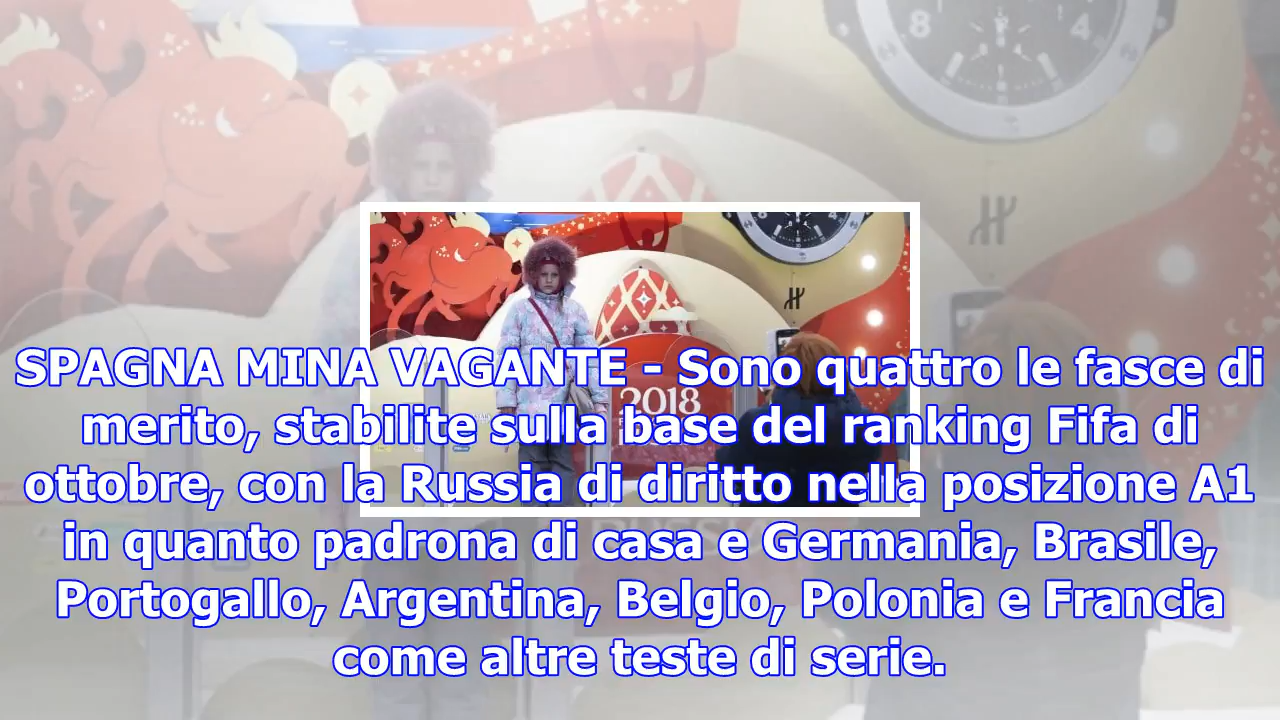 SPAGNA MINA VAGANTE - Sono quattro le fasce di
merito, stabilite sulla base del ranking Fifa di
ottobre, con la Russia di diritto nella posizione A1
in quanto padrona di casa e Germania, Brasile,
Portogallo, Argentina, Belgio, Polonia e Francia
come altre teste di serie.
2018